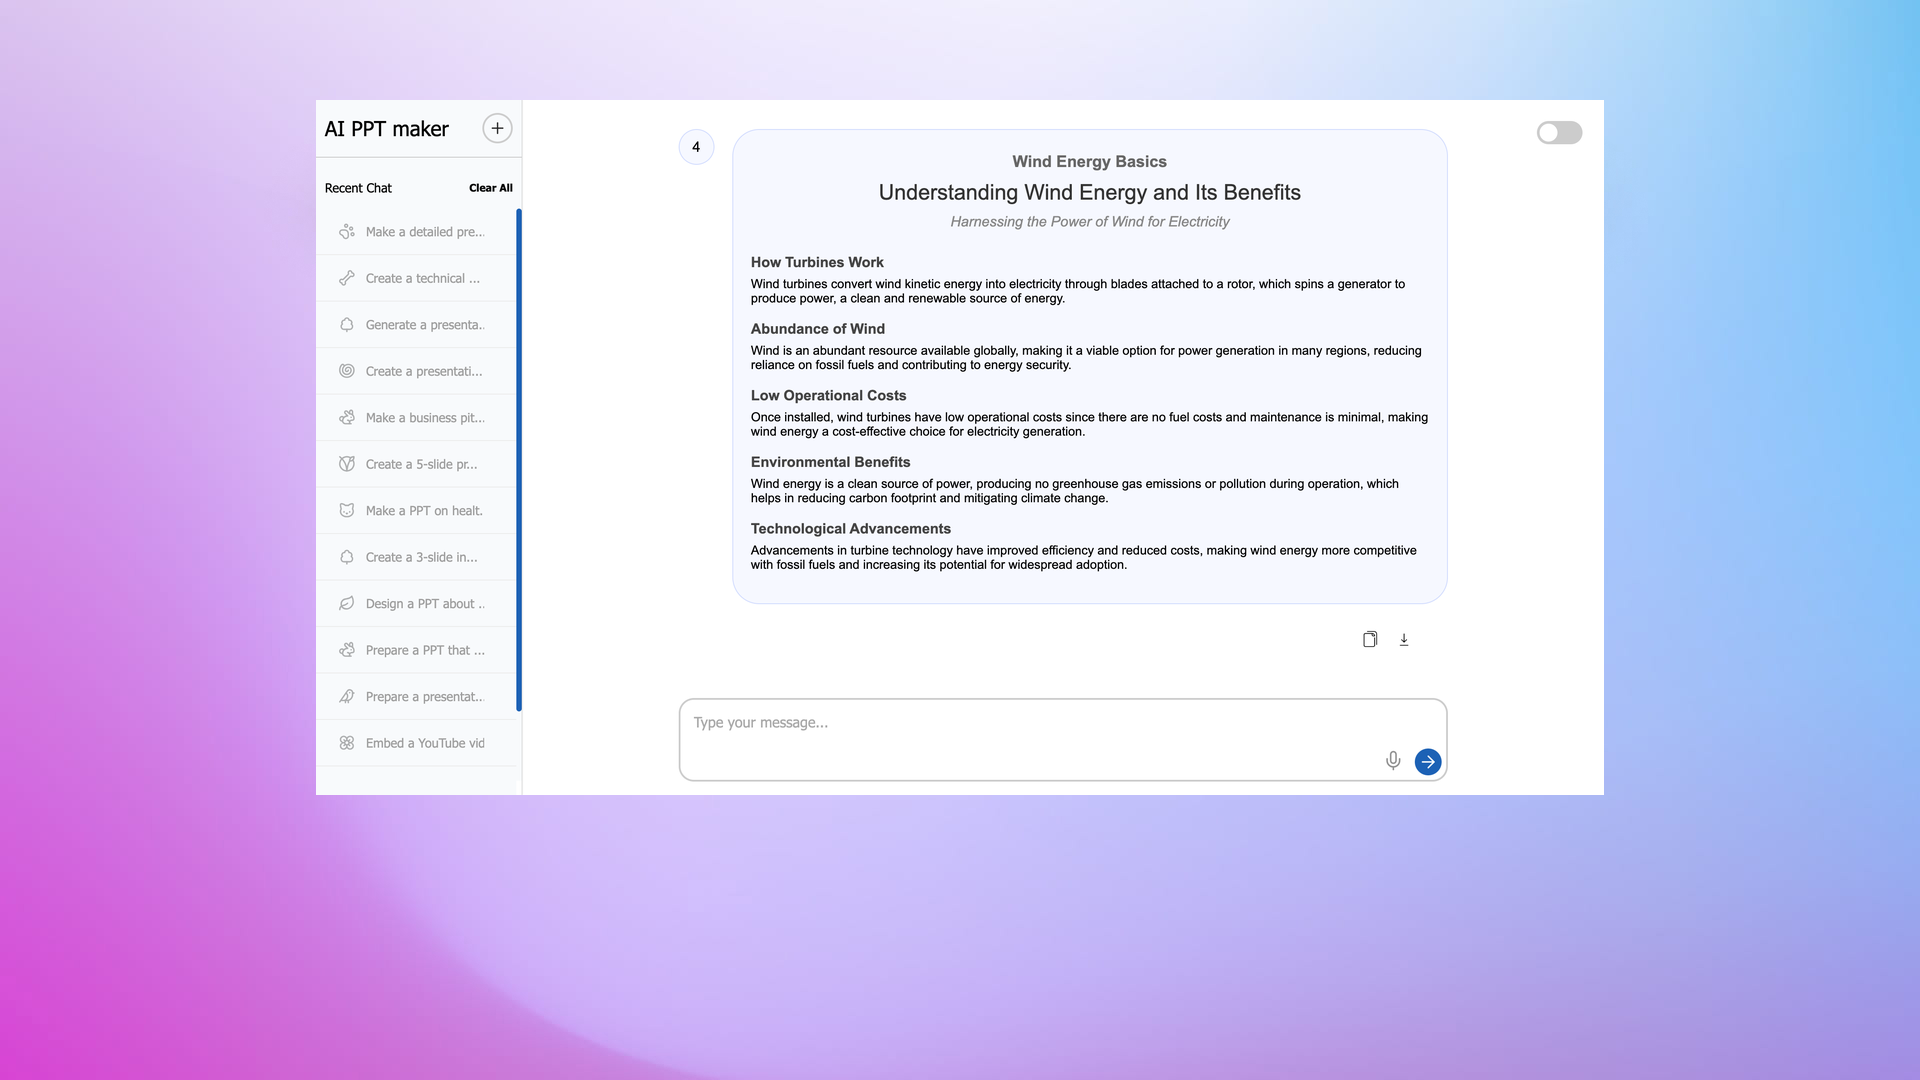 AI PPT maker
Recent Chat
Clear All
Make a detailed pre...
Create a technical ...
Generate a presenta..
Create a presentati...
Make a business pit...
Create a 5-slide pr...
Make a PPT on healt.
Create a 3-slide in...
Design a PPT about ..
Prepare a PPT that ...
Prepare a presentat..
Embed a YouTube vid
4
Wind Energy Basics
Understanding Wind Energy and Its Benefits
Harnessing the Power of Wind for Electricity
How Turbines Work
Wind turbines convert wind kinetic energy into electricity through blades attached to a rotor, which spins a generator to
produce power, a clean and renewable source of energy.
Abundance of Wind
Wind is an abundant resource available globally, making it a viable option for power generation in many regions, reducing
reliance on fossil fuels and contributing to energy security.
Low Operational Costs
Once installed, wind turbines have low operational costs since there are no fuel costs and maintenance is minimal, making
wind energy a cost-effective choice for electricity generation.
Environmental Benefits
Wind energy is a clean source of power, producing no greenhouse gas emissions or pollution during operation, which
helps in reducing carbon footprint and mitigating climate change.
Technological Advancements
Advancements in turbine technology have improved efficiency and reduced costs, making wind energy more competitive
with fossil fuels and increasing its potential for widespread adoption.
Type your message...